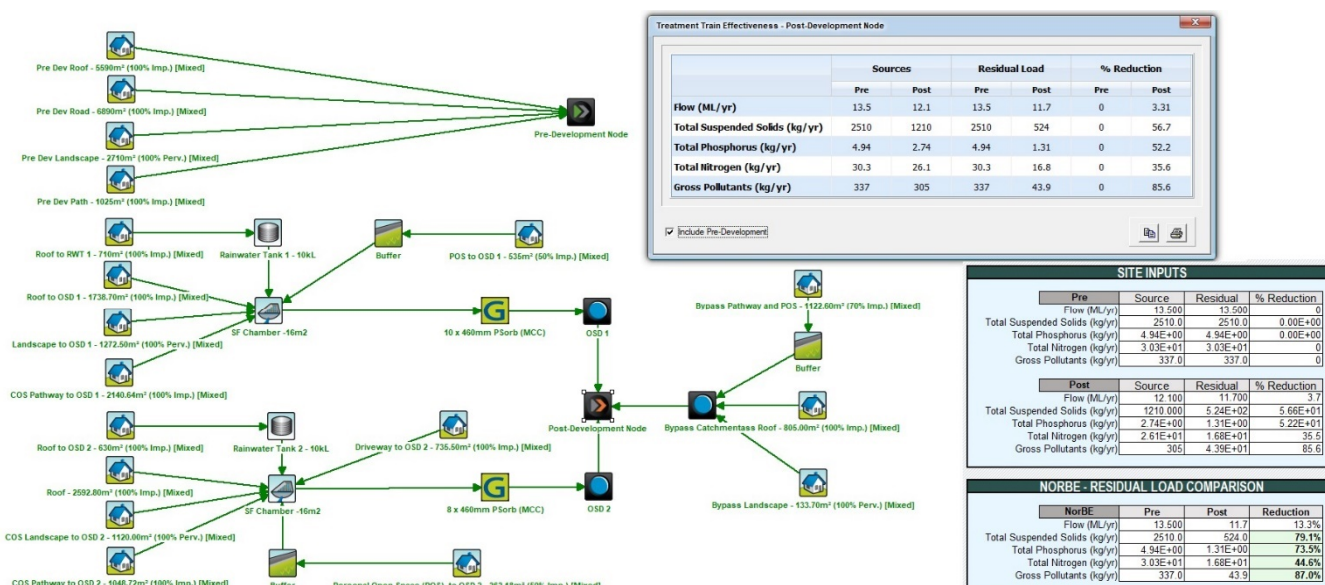 Pre Dev Roof - 5590m² (100% Imp.) [Mixed]
Pre Dev Road - 6890m² (100% Imp.) [Mixed]
Pre Dev Landscape - 2710m² (100% Perv.) [Mixed]
Pre Dev Path - 1025m² (100% Imp.) [Mixed]
Pre-Development Node
Treatment Train Effectiveness - Post-Development Node
Sources Residual Load % Reduction
Pre Post Pre Post Pre Post
Flow (ML/yr) 13.5 12.1 13.5 11.7 0 3.31
Total Suspended Solids (kg/yr) 2510 1210 2510 524 0 56.7
Total Phosphorus (kg/yr) 4.94 2.74 4.94 1.31 0 52.2
Total Nitrogen (kg/yr) 30.3 26.1 30.3 16.8 0 35.6
Gross Pollutants (kg/yr) 337 305 337 43.9 0 85.6
Include Pre-Development
Roof to RWT 1 - 710m² (100% Imp.) [Mixed]
Rainwater Tank 1 - 10kL
Buffer
POS to OSD 1 - 535m² (50% Imp.) [Mixed]
Roof to OSD 1 - 1738.70m² (100% Imp.) [Mixed]
SF Chamber -16m2
G
10 x 460mm PSorb (MCC)
OSD 1
Landscape to OSD 1 - 1272.50m² (100% Perv.) [Mixed]
COS Pathway to OSD 1 - 2140.64m² (100% Imp.) [Mixed]
Bypass Pathway and POS - 1122.60m² (70% Imp.) [Mixed]
Buffer
Post-Development Node
Bypass Catchmentass Roof - 805.00m² (100% Imp.) [Mixed]
Bypass Landscape - 133.70m² (100% Perv.) [Mixed]
Roof to OSD 2 - 630m² (100% Imp.) [Mixed]
Rainwater Tank 2 - 10kL
Driveway to OSD 2 - 735.50m² (100% Imp.) [Mixed]
Roof - 2592.80m² (100% Imp.) [Mixed]
SF Chamber -16m2
G
8 x 460mm PSorb (MCC)
OSD 2
COS Landscape to OSD 2 - 1120.00m² (100% Perv.) [Mixed]
COS Pathway to OSD 2 - 1048.72m² (100% Imp.) [Mixed]
Buffer
SITE INPUTS
Pre Source Residual % Reduction
Flow (ML/yr) 13.500 13.500 0
Total Suspended Solids (kg/yr) 2510.0 2510.0 0.00E+00
Total Phosphorus (kg/yr) 4.94E+00 4.94E+00 0.00E+00
Total Nitrogen (kg/yr) 3.03E+01 3.03E+01 0
Gross Pollutants (kg/yr) 337.0 337.0 0
Post Source Residual % Reduction
Flow (ML/yr) 12.100 11.700 3.7
Total Suspended Solids (kg/yr) 1210.000 5.24E+02 5.66E+01
Total Phosphorus (kg/yr) 2.74E+00 1.31E+00 5.22E+01
Total Nitrogen (kg/yr) 2.61E+01 1.68E+01 35.5
Gross Pollutants (kg/yr) 305 4.39E+01 85.6
NORBE - RESIDUAL LOAD COMPARISON
NorBE Pre Post Reduction
Flow (ML/yr) 13.500 11.7 13.3%
Total Suspended Solids (kg/yr) 2510.0 524.0 79.1%
Total Phosphorus (kg/yr) 4.94E+00 1.31E+00 73.5%
Total Nitrogen (kg/yr) 3.03E+01 1.68E+01 44.6%
Gross Pollutants (kg/yr) 337.0 43.9 87.0%